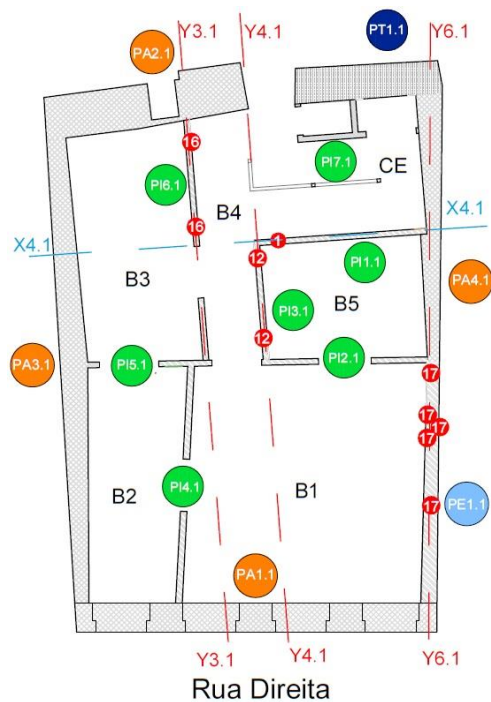 PT1.1
Y3.1
Y4.1
Y6.1
PA2.1
16
PI7.1
CE
PI6.1
B4
16
1
X4.1
X4.1
12
PI1.1
B3
PA4.1
PI3.1
B5
12
PI2.1
PA3.1
PI5.1
17
17
17
17
PI4.1
B2
B1
17
PE1.1
PA1.1
Y3.1
Y4.1
Y6.1
Rua Direita